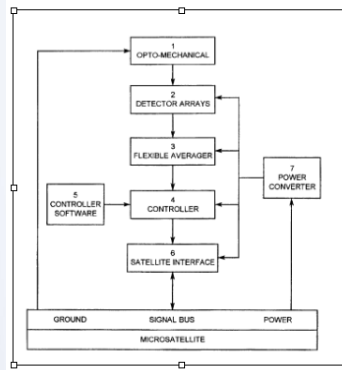 1
OPTO-MECHANICAL
2
DETECTOR ARRAYS
3
FLEXIBLE AVERAGER
7
POWER
CONVERTER
5
CONTROLLER
SOFTWARE
4
CONTROLLER
6
SATELLITE INTERFACE
GROUND SIGNAL BUS POWER
MICROSATELLITE